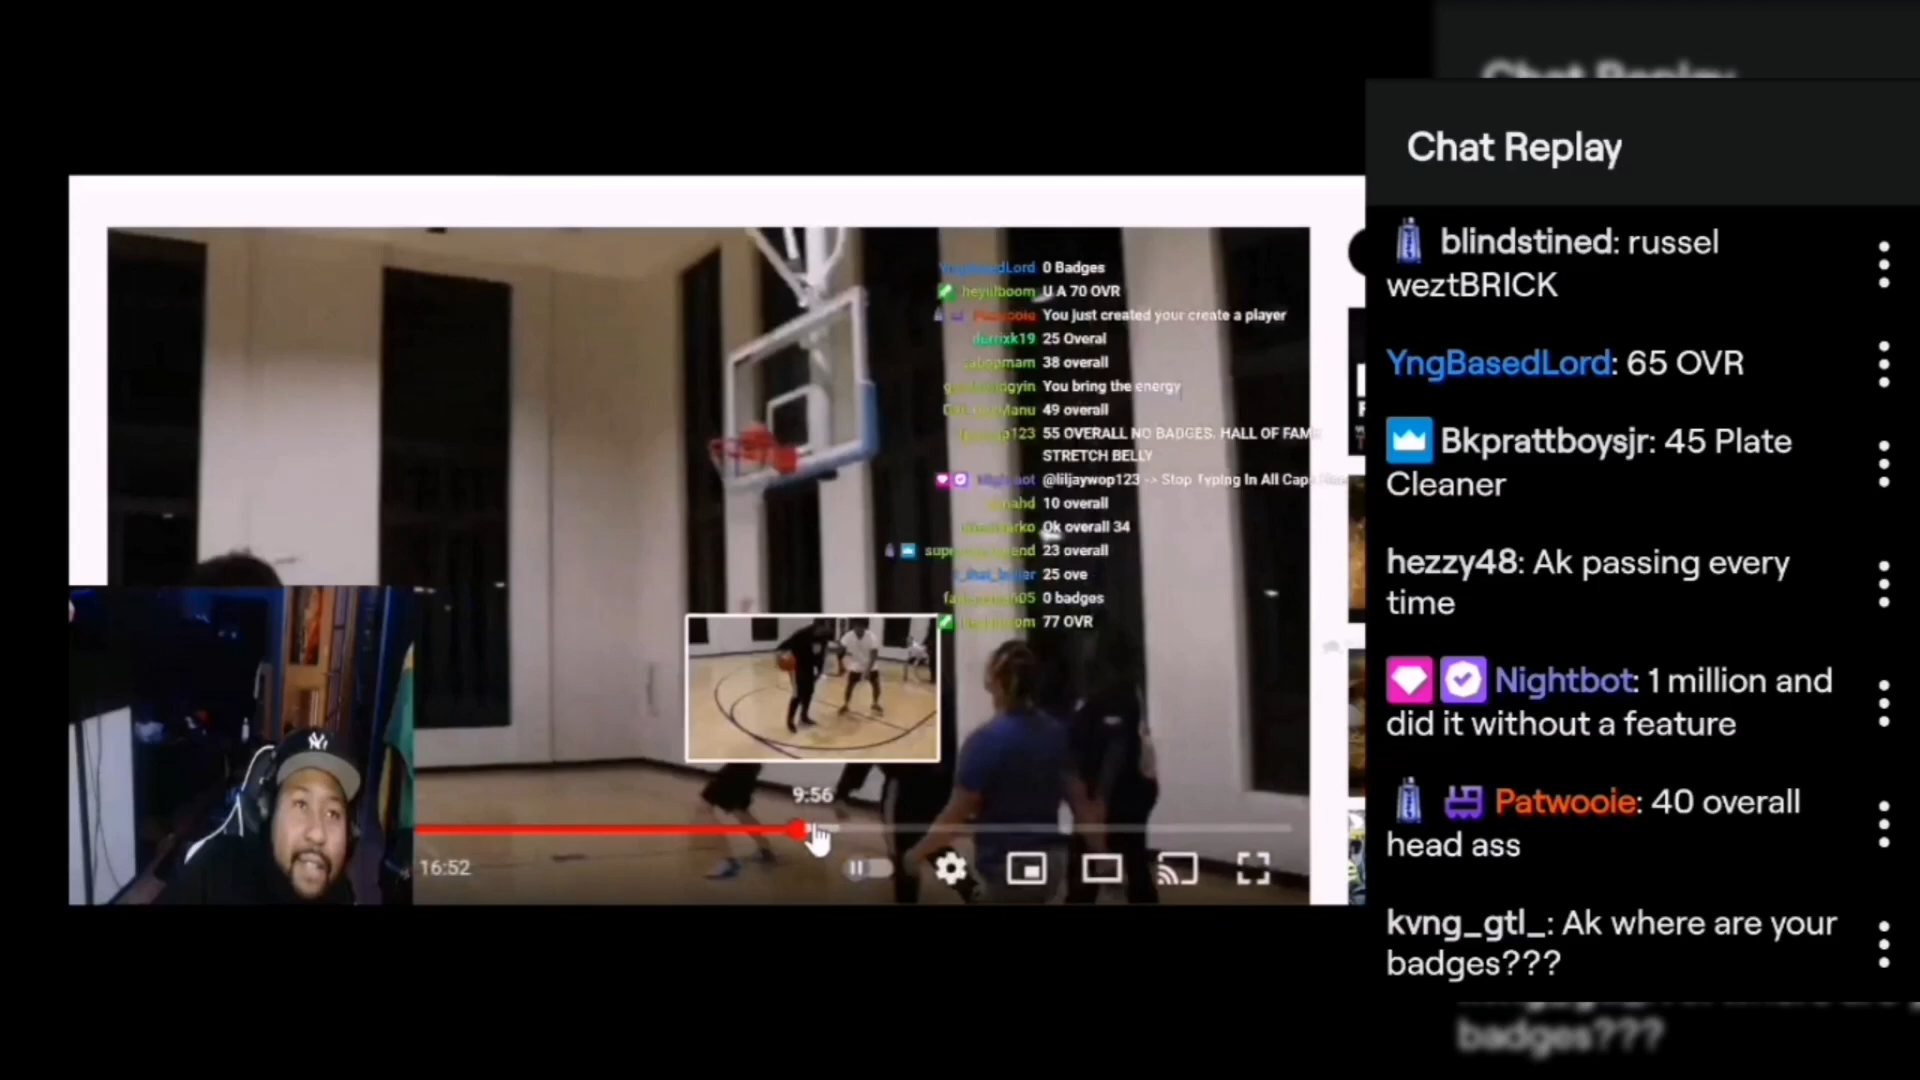 Chat Replay
0 Badges
U A 70 OVR
You just created your create a player
derrixk19 25 Overal
38 overall
You bring the energy
49 overall
55 OVERALL NO BADGES. HALL OF FAME
STRETCH BELLY
@liljaywop123 -> Stop Typing In All Caps
10 overall
Ok overall 34
23 overall
25 ove
0 badges
77 OVR
9:56
16:52
blindstined: russel
weztBRICK
YngBasedLord: 65 OVR
Bkprattboysjr: 45 Plate
Cleaner
hezzy48: Ak passing every
time
Nightbot: 1 million and
did it without a feature
Patwooie: 40 overall
head ass
kvng_gtl_: Ak where are your
badges???
badges???